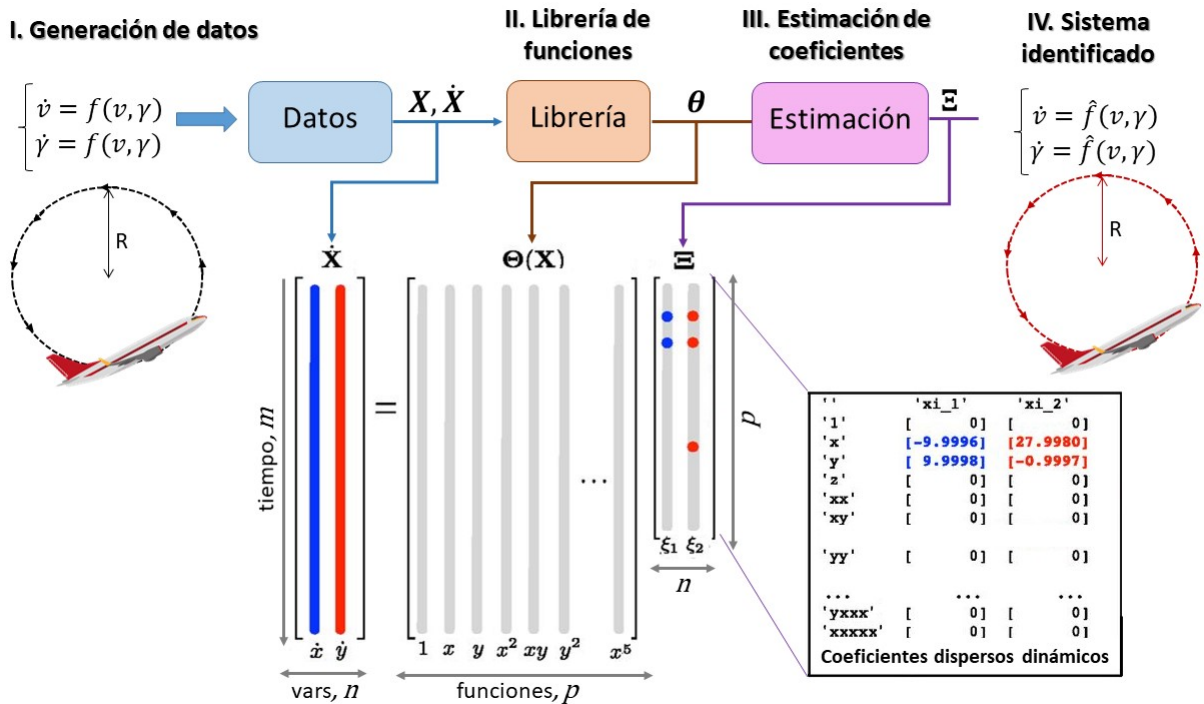 I. Generación de datos
II. Librería de
funciones
III. Estimación de
coeficientes
IV. Sistema
identificado
v̇ = f(v, γ)
γ̇ = f(v, γ)
Datos
X, Ẋ
Librería
θ
Estimación
Ξ
v̇ = f̂(v, γ)
γ̇ = f̂(v, γ)
R
R
Ẋ
Θ(X)
Ξ
tiempo, m
=
...
p
ξ₁ ξ₂
n
ẋ ẏ
1 x y x² xy y² x⁵
vars, n
funciones, p
'' 'xi_1' 'xi_2'
'1' [ 0] [ 0]
'x' [-9.9996] [27.9980]
'y' [ 9.9998] [-0.9997]
'z' [ 0] [ 0]
'xx' [ 0] [ 0]
'xy' [ 0] [ 0]
'yy' [ 0] [ 0]
... ... ...
'yxxx' [ 0] [ 0]
'xxxxx' [ 0] [ 0]
Coeficientes dispersos dinámicos